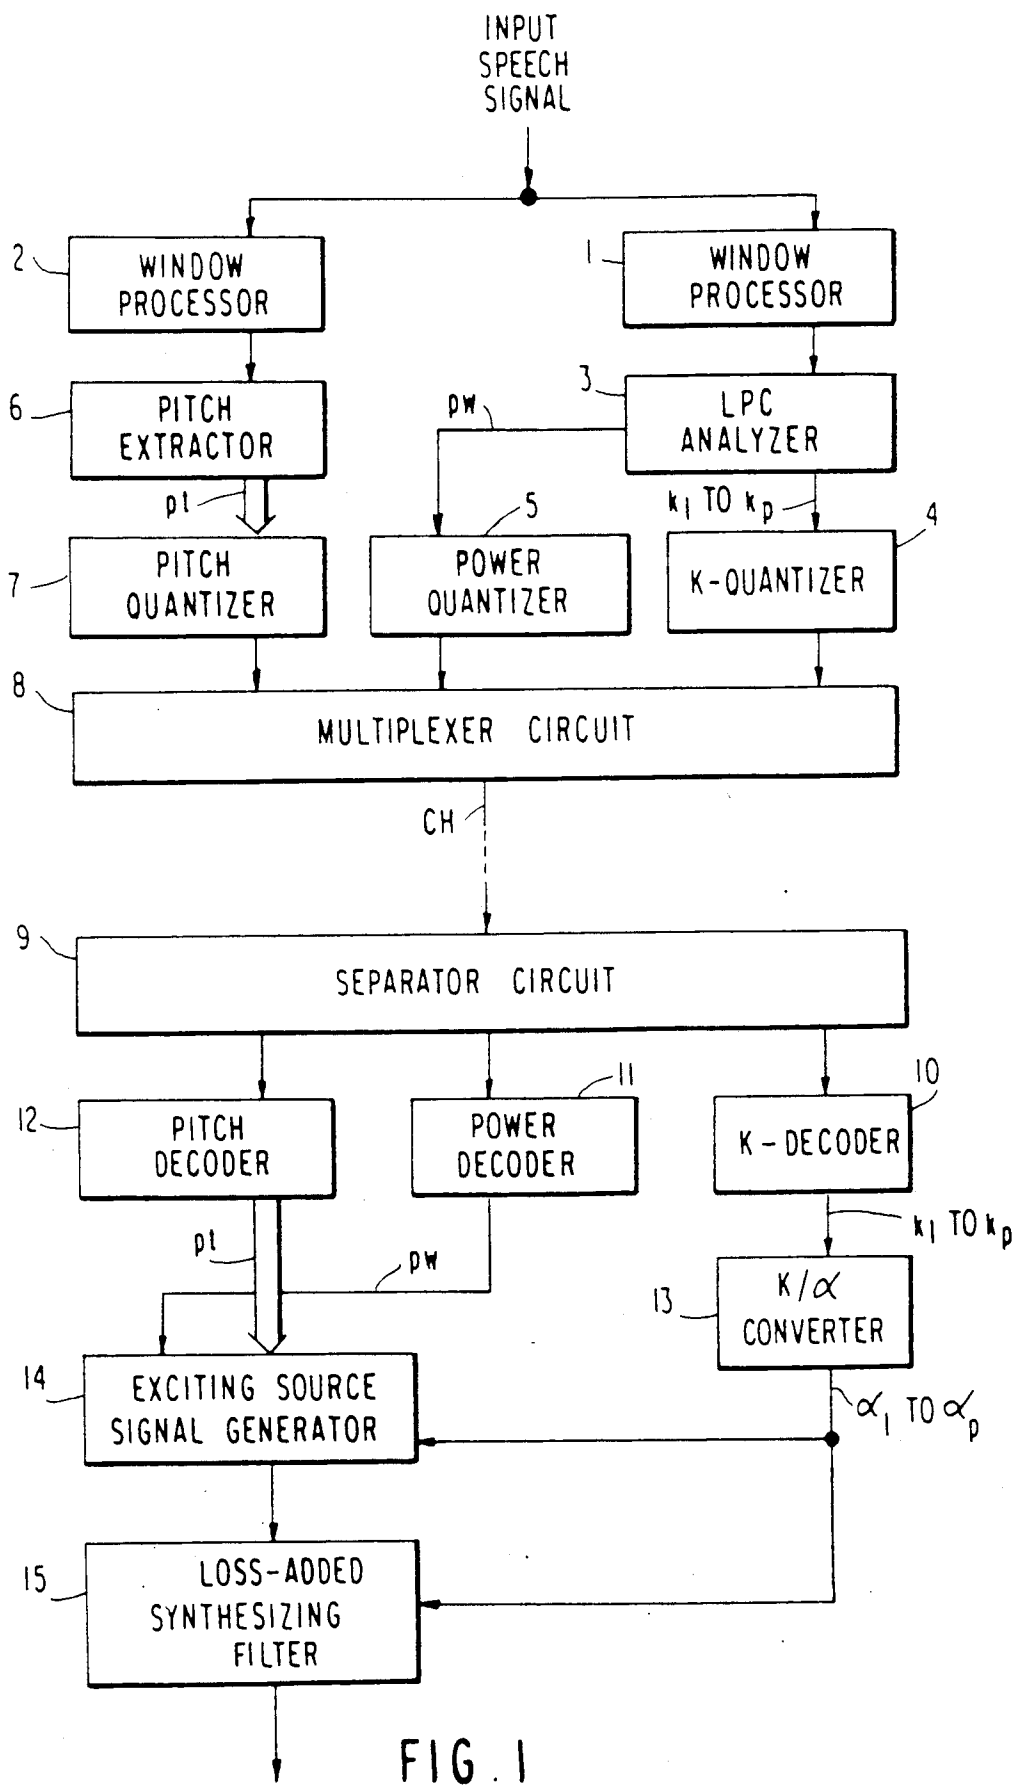 INPUT
SPEECH
SIGNAL
2
WINDOW
PROCESSOR
1
WINDOW
PROCESSOR
6
PITCH
EXTRACTOR
pw
3
LPC
ANALYZER
pt
k1 TO kp
7
PITCH
QUANTIZER
5
POWER
QUANTIZER
4
K-QUANTIZER
8
MULTIPLEXER CIRCUIT
CH
9
SEPARATOR CIRCUIT
12
PITCH
DECODER
11
POWER
DECODER
10
K-DECODER
pt
pw
k1 TO kp
13
K/α
CONVERTER
14
EXCITING SOURCE
SIGNAL GENERATOR
α1 TO αp
15
LOSS-ADDED
SYNTHESIZING
FILTER
FIG. 1